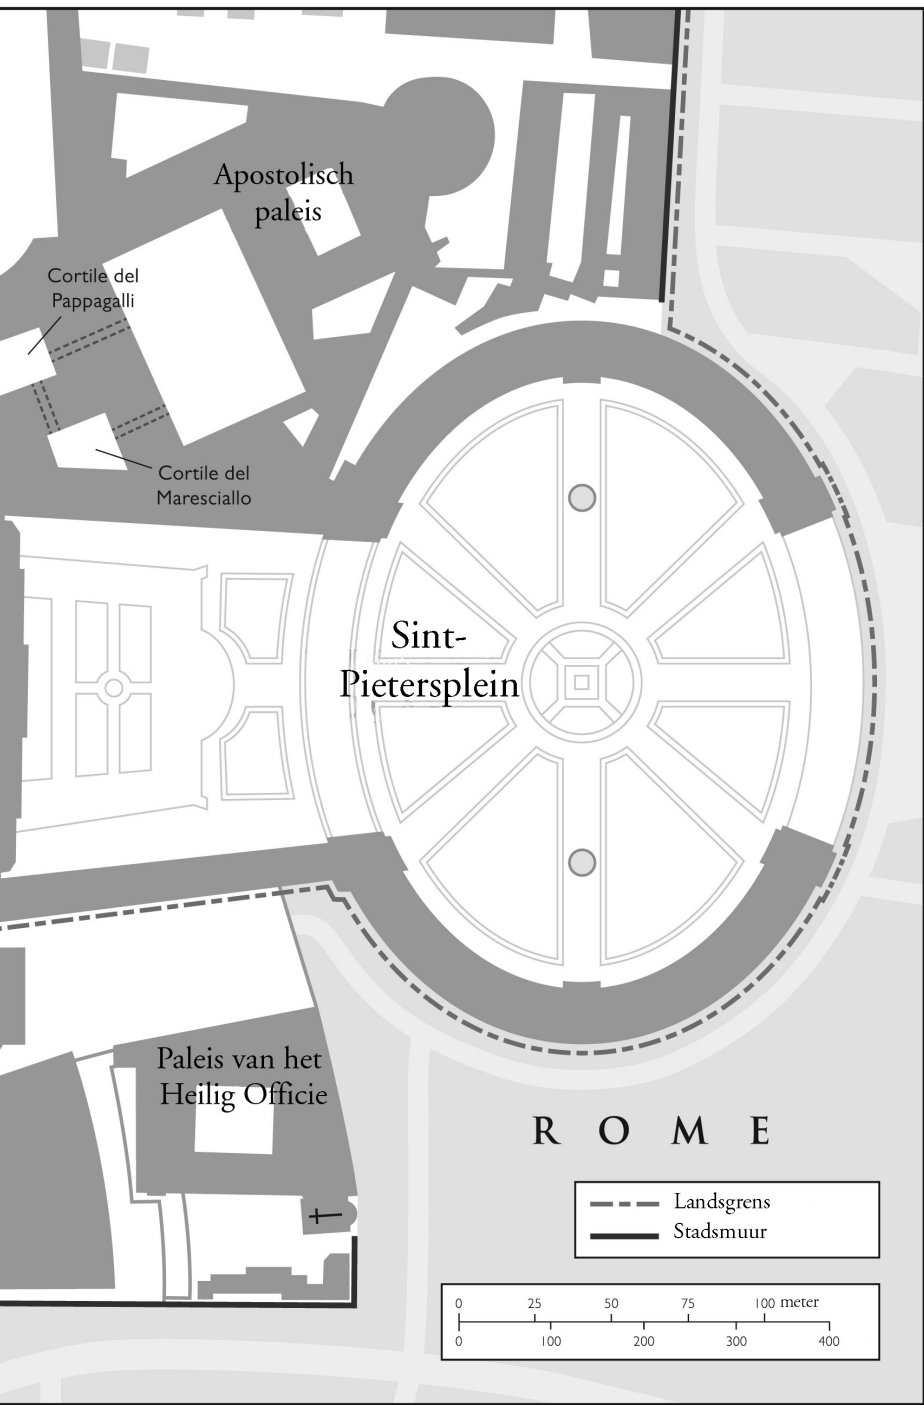 Apostolisch
paleis
Cortile del
Pappagalli
Cortile del
Maresciallo
Sint-
Pietersplein
Paleis van het
Heilig Officie
ROME
Landsgrens
Stadsmuur
0 25 50 75 100 meter
0 100 200 300 400